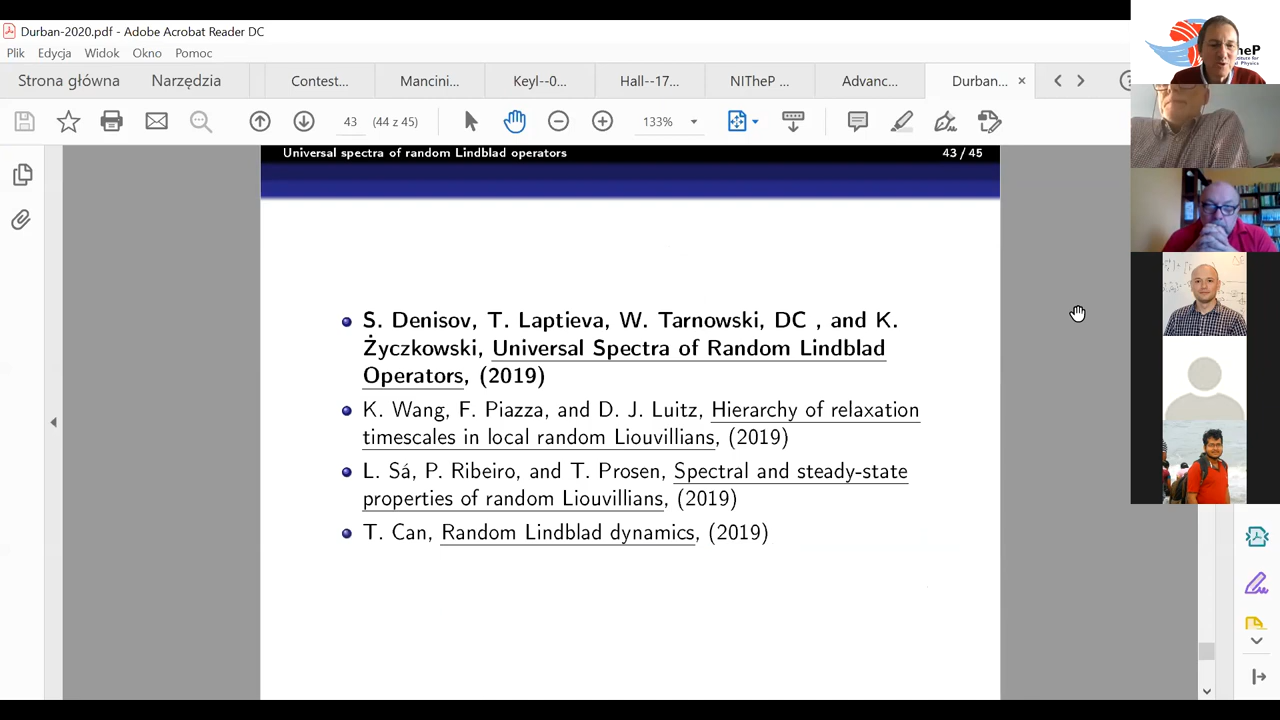 Durban-2020.pdf - Adobe Acrobat Reader DC
Plik Edycja Widok Okno Pomoc
Strona główna Narzędzia Contest... Mancini... Keyl--0... Hall--17... NITheP ... Advanc... Durban... ×
43 (44 z 45) 133%
Universal spectra of random Lindblad operators 43 / 45
S. Denisov, T. Laptieva, W. Tarnowski, DC , and K.
Życzkowski, Universal Spectra of Random Lindblad
Operators, (2019)
K. Wang, F. Piazza, and D. J. Luitz, Hierarchy of relaxation
timescales in local random Liouvillians, (2019)
L. Sá, P. Ribeiro, and T. Prosen, Spectral and steady-state
properties of random Liouvillians, (2019)
T. Can, Random Lindblad dynamics, (2019)